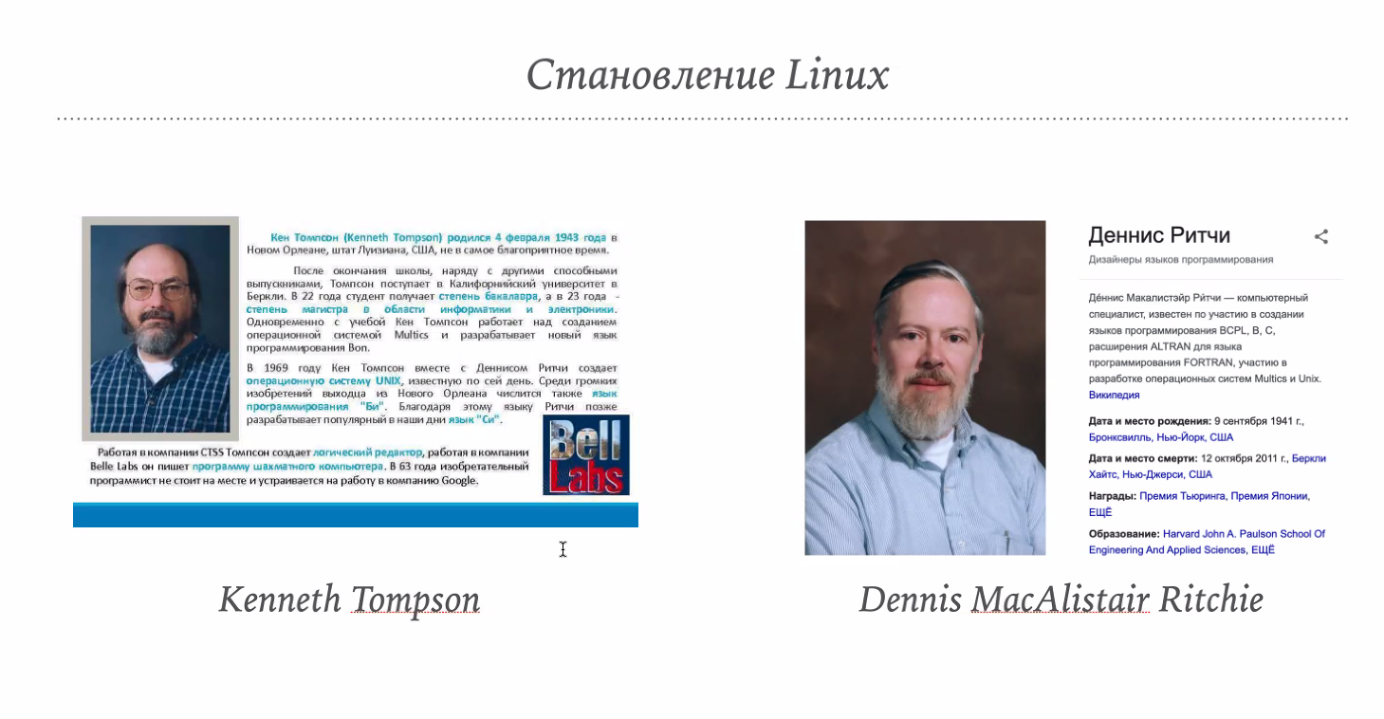 Становление Linux
Кен Томпсон (Kenneth Tompson) родился 4 февраля 1943 года в
Новом Орлеане, штат Луизиана, США, не в самое благоприятное время.
После окончания школы, наряду с другими способными
выпускниками, Томпсон поступает в Калифорнийский университет в
Беркли. В 22 года студент получает степень бакалавра, а в 23 года -
степень магистра в области информатики и электроники.
Одновременно с учебой Кен Томпсон работает над созданием
операционной системой Multics и разрабатывает новый язык
программирования Bon.
В 1969 году Кен Томпсон вместе с Деннисом Ритчи создает
операционную систему UNIX, известную по сей день. Среди громких
изобретений выходца из Нового Орлеана числится также язык
программирования "Би". Благодаря этому языку Ритчи позже
разрабатывает популярный в наши дни язык "Си".
Работая в компании CTSS Томпсон создает логический редактор, работая в компании
Belle Labs он пишет программу шахматного компьютера. В 63 года изобретательный
программист не стоит на месте и устраивается на работу в компанию Google.
Bell
Labs
Kenneth Tompson
Деннис Ритчи
Дизайнеры языков программирования
Де́ннис Макалистэйр Ри́тчи — компьютерный
специалист, известен по участию в создании
языков программирования BCPL, B, C,
расширения ALTRAN для языка
программирования FORTRAN, участию в
разработке операционных систем Multics и Unix.
Википедия
Дата и место рождения: 9 сентября 1941 г.,
Бронксвилль, Нью-Йорк, США
Дата и место смерти: 12 октября 2011 г., Беркли
Хайтс, Нью-Джерси, США
Награды: Премия Тьюринга, Премия Японии,
ЕЩЁ
Образование: Harvard John A. Paulson School Of
Engineering And Applied Sciences, ЕЩЁ
Dennis MacAlistair Ritchie